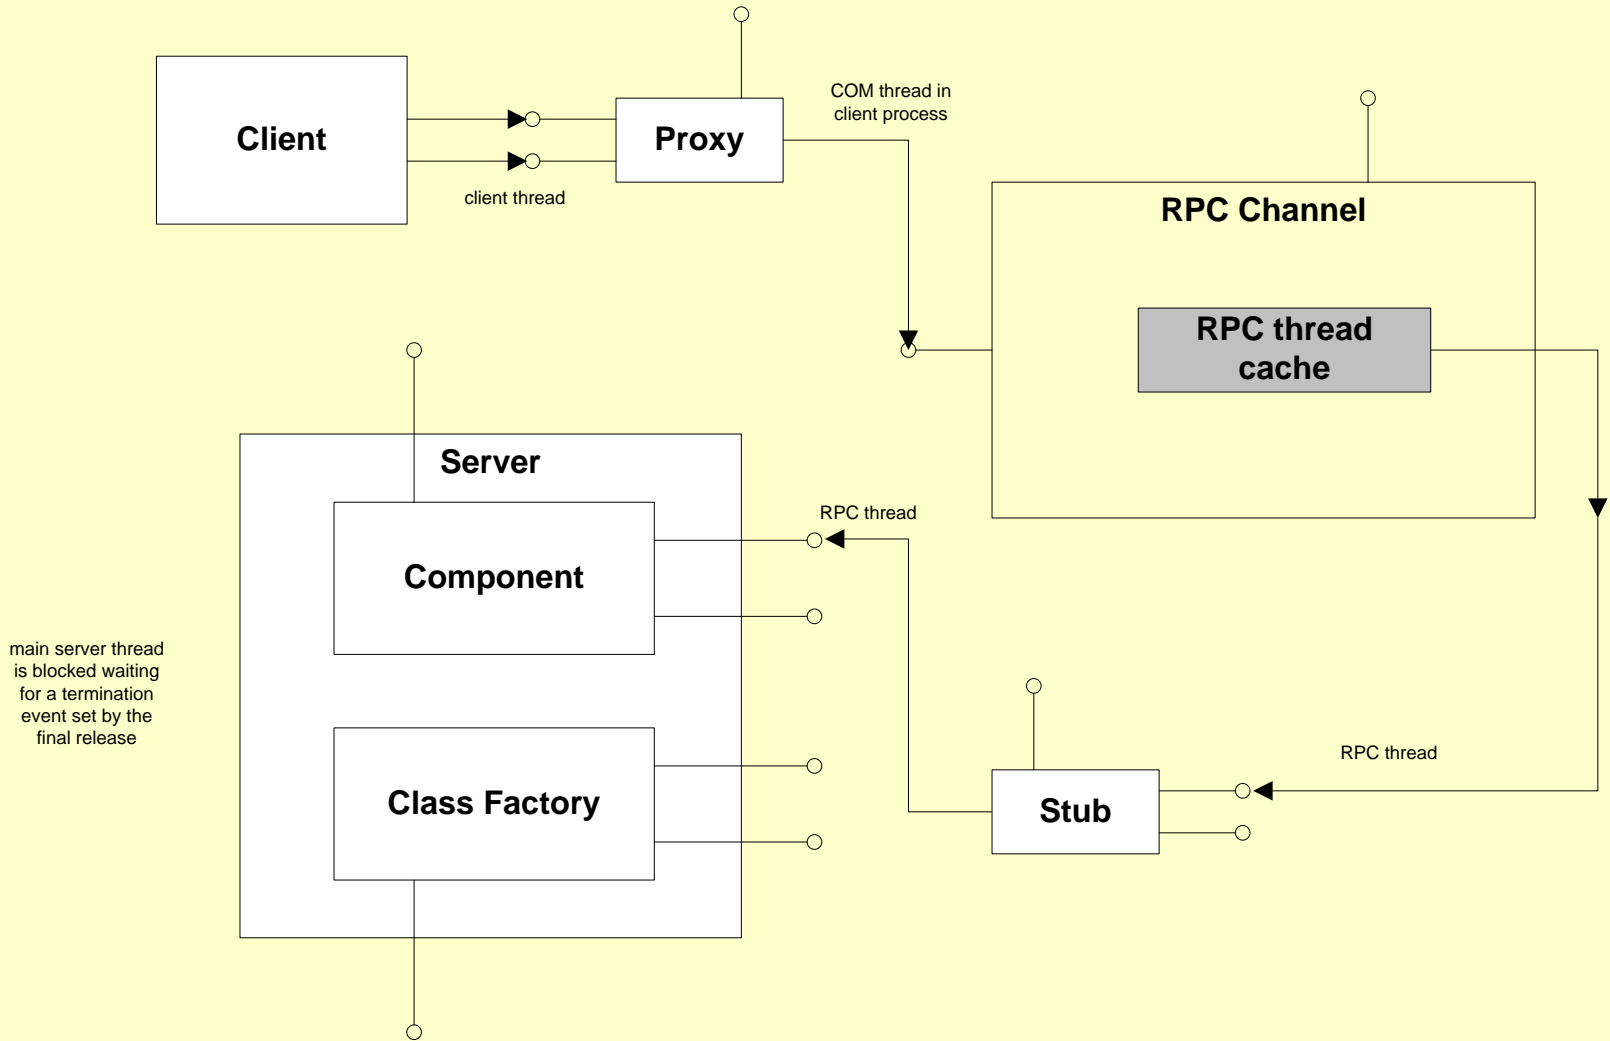 Client
client thread
Proxy
COM thread in
client process
RPC Channel
RPC thread
cache
Server
Component
RPC thread
main server thread
is blocked waiting
for a termination
event set by the
final release
Class Factory
Stub
RPC thread